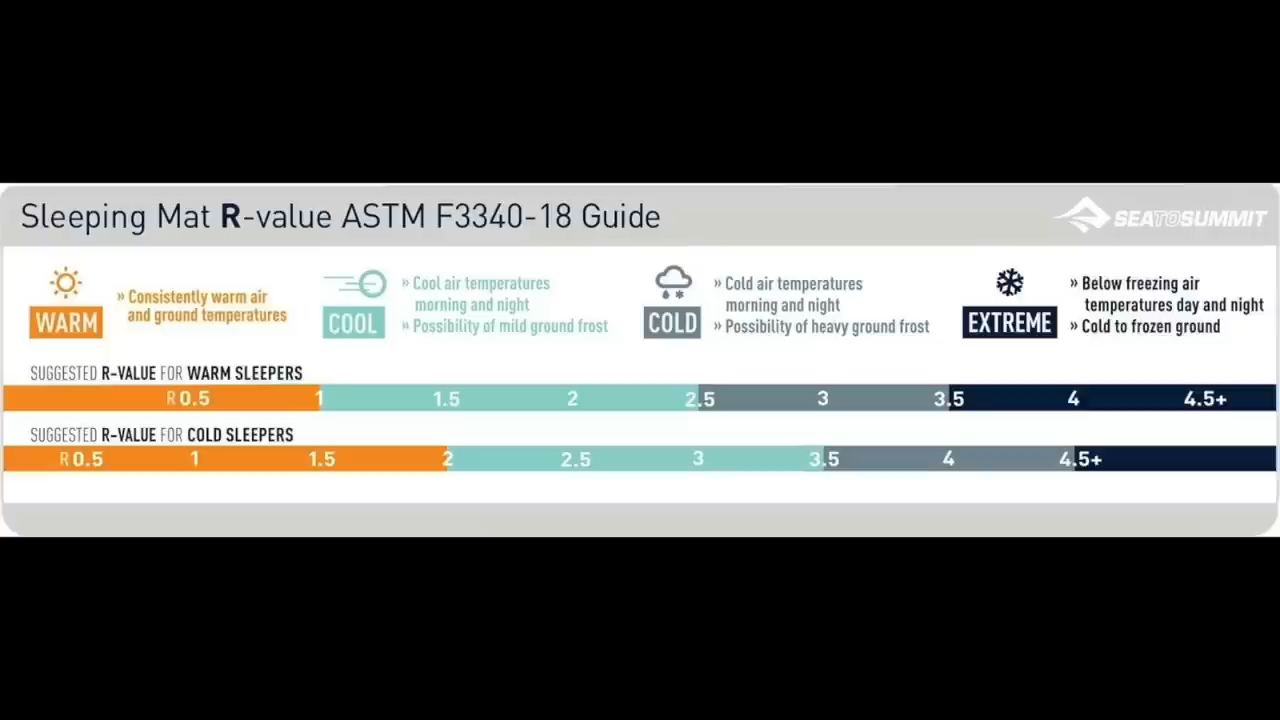 Sleeping Mat R-value ASTM F3340-18 Guide
SEATOSUMMIT
WARM
» Consistently warm air
and ground temperatures
COOL
» Cool air temperatures
morning and night
» Possibility of mild ground frost
COLD
» Cold air temperatures
morning and night
» Possibility of heavy ground frost
EXTREME
» Below freezing air
temperatures day and night
» Cold to frozen ground
SUGGESTED R-VALUE FOR WARM SLEEPERS
R 0.5 1 1.5 2 2.5 3 3.5 4 4.5+
SUGGESTED R-VALUE FOR COLD SLEEPERS
R 0.5 1 1.5 2 2.5 3 3.5 4 4.5+